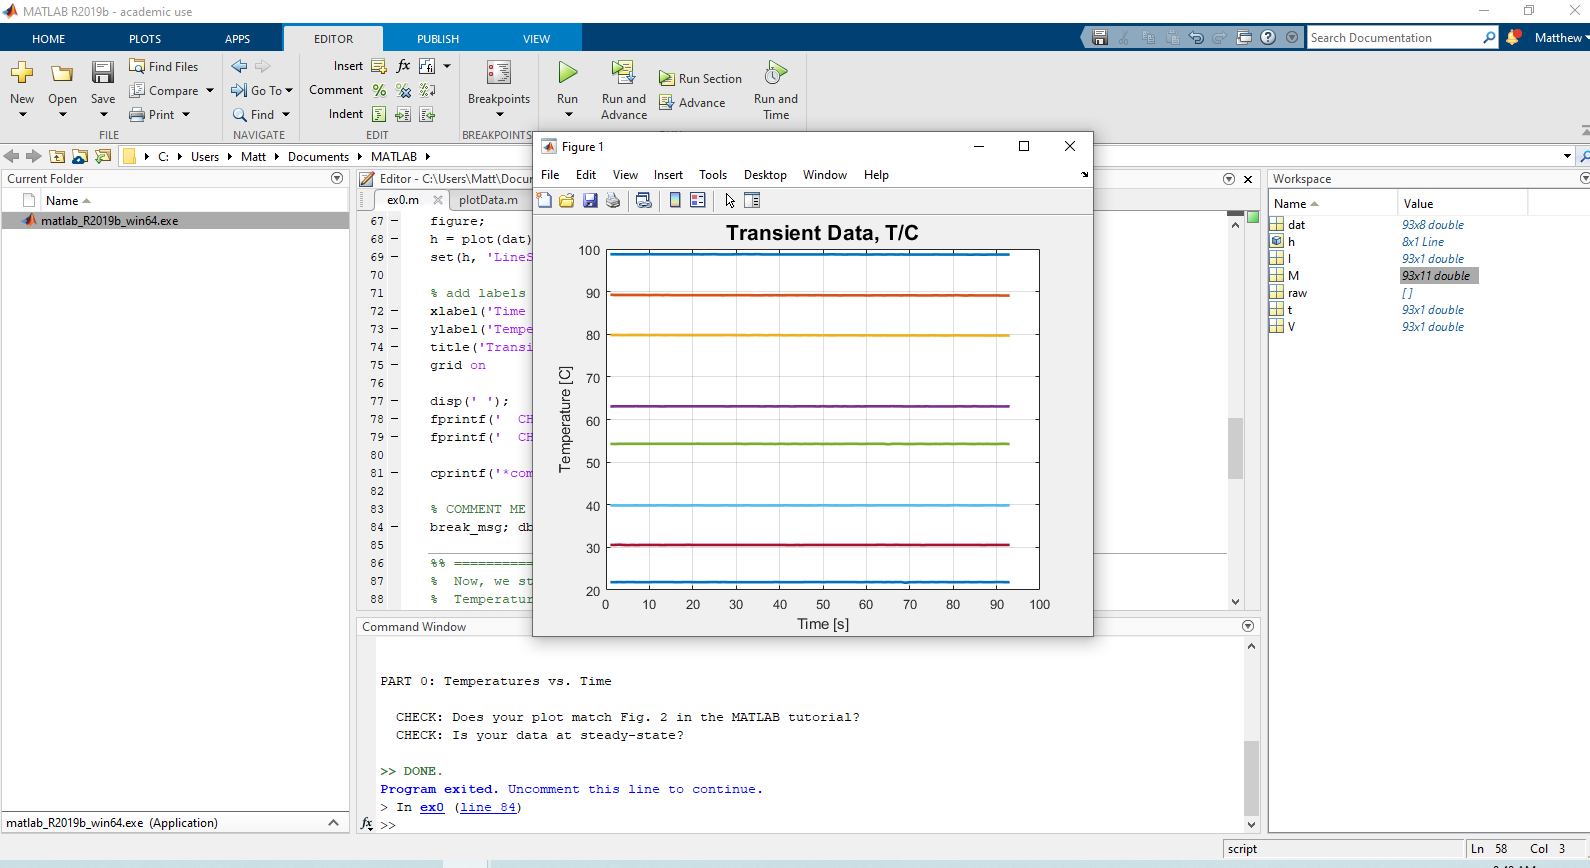 MATLAB R2019b - academic use
HOME PLOTS APPS EDITOR PUBLISH VIEW
Search Documentation
Matthew
New
Open
Save
Find Files
Compare
Print
FILE
Go To
Find
NAVIGATE
Insert fx
Comment
Indent
EDIT
Breakpoints
BREAKPOINTS
Run
Run and Advance
Run Section
Advance
Run and Time
C: Users Matt Documents MATLAB
Current Folder
Name
matlab_R2019b_win64.exe
matlab_R2019b_win64.exe (Application)
Editor - C:\Users\Matt\Docu
ex0.m
plotData.m
67 figure;
68 h = plot(dat)
69 set(h, 'LineS
70
71 % add labels
72 xlabel('Time
73 ylabel('Tempe
74 title('Transi
75 grid on
76
77 disp(' ');
78 fprintf(' CH
79 fprintf(' CH
80
81 cprintf('*com
82
83 % COMMENT ME
84 break_msg; db
85
86 %% ==========
87 % Now, we st
88 % Temperatur
Figure 1
File Edit View Insert Tools Desktop Window Help
Transient Data, T/C
100
90
80
70
60
50
40
30
20
Temperature [C]
0 10 20 30 40 50 60 70 80 90 100
Time [s]
Command Window
PART 0: Temperatures vs. Time
CHECK: Does your plot match Fig. 2 in the MATLAB tutorial?
CHECK: Is your data at steady-state?
>> DONE.
Program exited. Uncomment this line to continue.
> In ex0 (line 84)
fx >>
Workspace
Name Value
dat 93x8 double
h 8x1 Line
I 93x1 double
M 93x11 double
raw []
t 93x1 double
V 93x1 double
script
Ln 58 Col 3